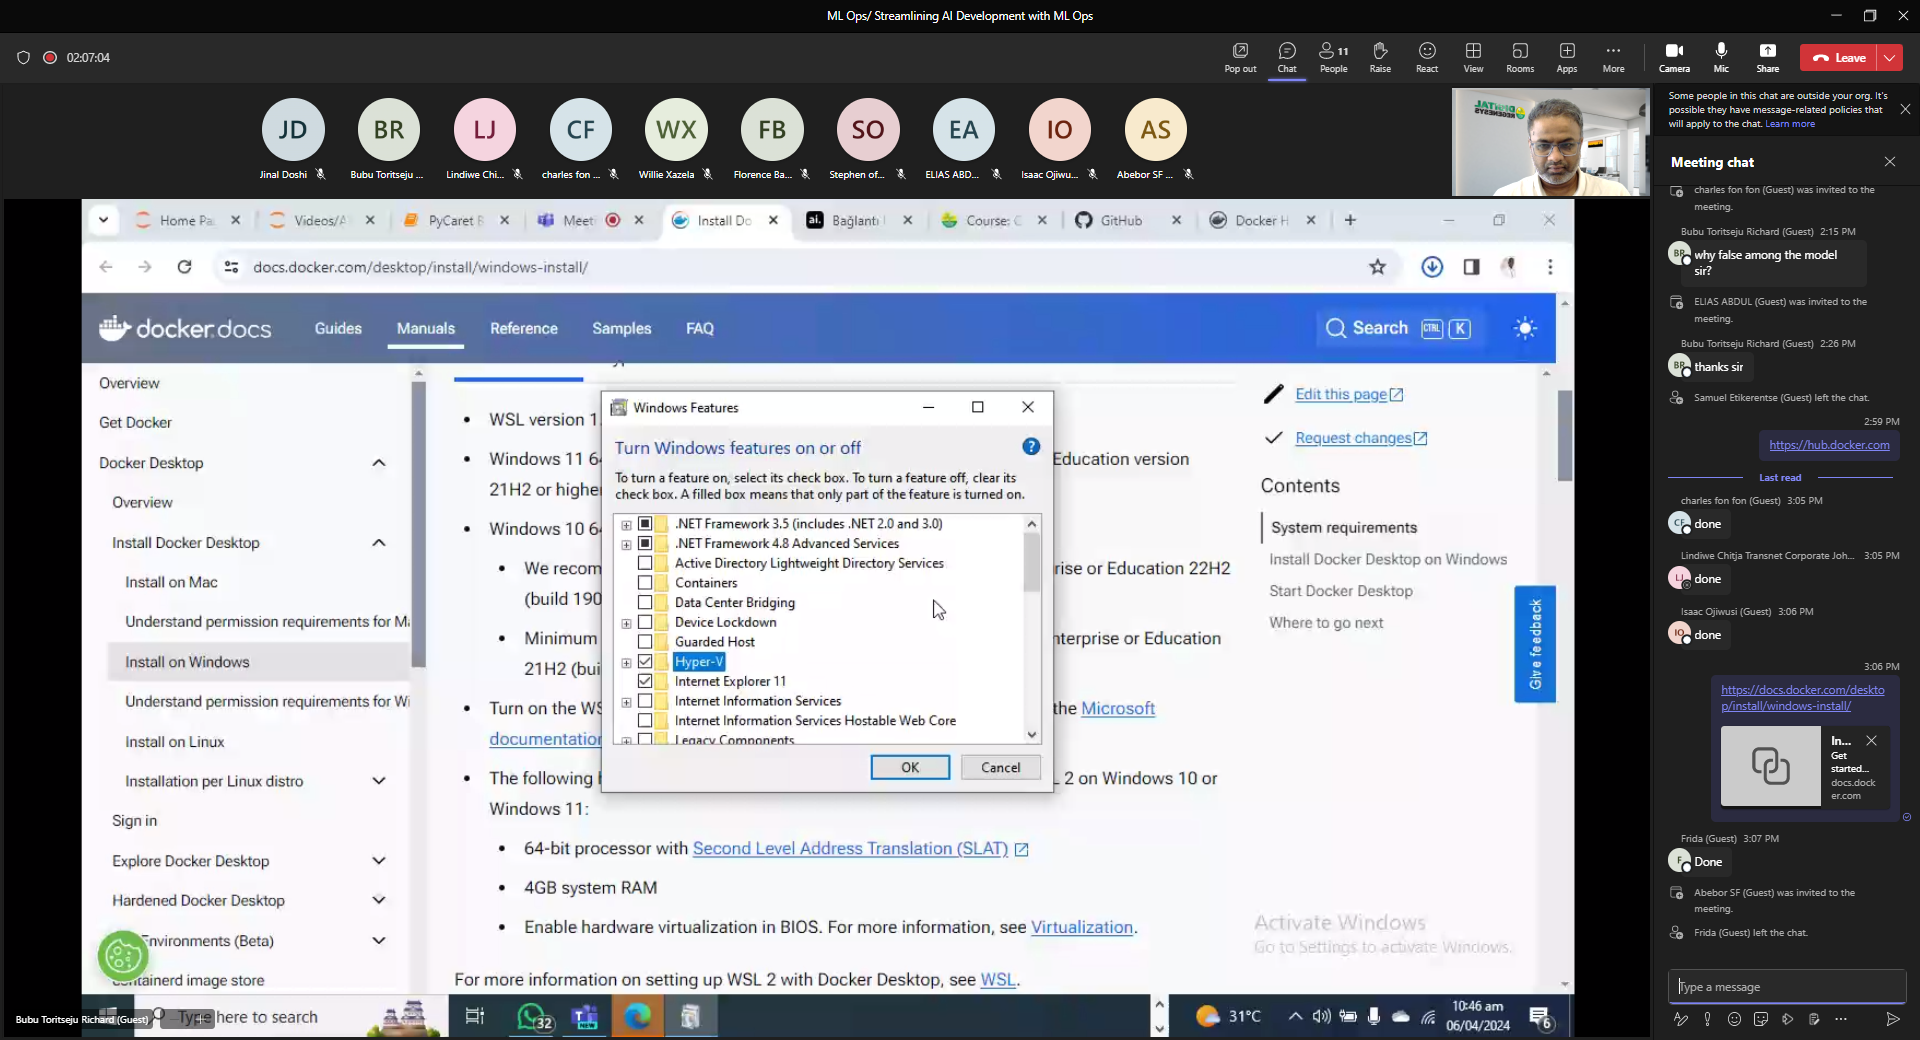 ML Ops/ Streamlining AI Development with ML Ops
02:07:04
Pop out
Chat
People
11
Raise
React
View
Rooms
Apps
More
Camera
Mic
Share
Leave
JD
BR
LJ
CF
WX
FB
SO
EA
IO
AS
Jinal Doshi
Bubu Toritseju ...
Lindiwe Chi...
charles fon ...
Willie Xazela
Florence Ba...
Stephen of...
ELIAS ABD...
Isaac Ojiwu...
Abebor SF ...
Home Pa
Videos/A
PyCaret
Meeti
Install Do
Bağlantı
Course: C
GitHub
Docker H
docs.docker.com/desktop/install/windows-install/
docker.docs
Guides
Manuals
Reference
Samples
FAQ
Search
CTRL
K
Overview
Get Docker
Docker Desktop
Overview
Install Docker Desktop
Install on Mac
Understand permission requirements for Ma
Install on Windows
Understand permission requirements for Wi
Install on Linux
Installation per Linux distro
Sign in
Explore Docker Desktop
Hardened Docker Desktop
Environments (Beta)
image store
WSL version 1.
Windows 11 64
Education version
21H2 or higher
Windows 10 64
We recom
rise or Education 22H2
(build 190
Minimum
nterprise or Education
21H2 (bui
Turn on the WS
the Microsoft
documentation
The following h
2 on Windows 10 or
Windows 11:
64-bit processor with Second Level Address Translation (SLAT)
4GB system RAM
Enable hardware virtualization in BIOS. For more information, see Virtualization.
For more information on setting up WSL 2 with Docker Desktop, see WSL.
Windows Features
Turn Windows features on or off
To turn a feature on, select its check box. To turn a feature off, clear its
check box. A filled box means that only part of the feature is turned on.
.NET Framework 3.5 (includes .NET 2.0 and 3.0)
.NET Framework 4.8 Advanced Services
Active Directory Lightweight Directory Services
Containers
Data Center Bridging
Device Lockdown
Guarded Host
Hyper-V
Internet Explorer 11
Internet Information Services
Internet Information Services Hostable Web Core
Legacy Components
OK
Cancel
Edit this page
Request changes
Contents
System requirements
Install Docker Desktop on Windows
Start Docker Desktop
Where to go next
Give feedback
Activate Windows
Go to Settings to activate Windows.
Bubu Toritseju Richard (Guest)
Type here to search
32
31°C
10:46 am
06/04/2024
6
Some people in this chat are outside your org. It's
possible they have message-related policies that
will apply to the chat. Learn more
Meeting chat
charles fon fon (Guest) was invited to the
meeting.
Bubu Toritseju Richard (Guest) 2:15 PM
BR
why false among the model
sir?
ELIAS ABDUL (Guest) was invited to the
meeting.
Bubu Toritseju Richard (Guest) 2:26 PM
BR
thanks sir
Samuel Etikerentse (Guest) left the chat.
2:59 PM
https://hub.docker.com
Last read
charles fon fon (Guest) 3:05 PM
CF
done
Lindiwe Chitja Transnet Corporate Joh... 3:05 PM
LJ
done
Isaac Ojiwusi (Guest) 3:06 PM
IO
done
3:06 PM
https://docs.docker.com/deskto
p/install/windows-install/
In...
Get
started...
docs.dock
er.com
Frida (Guest) 3:07 PM
F
Done
Abebor SF (Guest) was invited to the
meeting.
Frida (Guest) left the chat.
Type a message